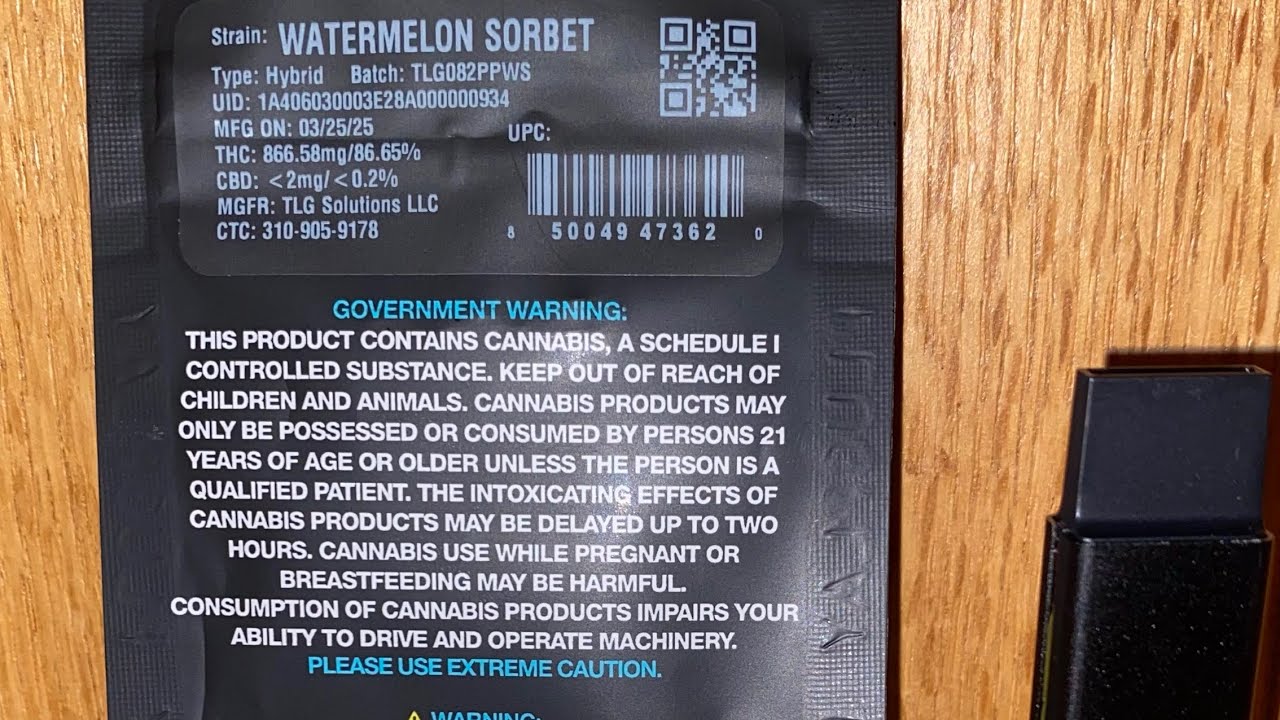 Strain: WATERMELON SORBET
Type: Hybrid Batch: TLG082PPWS
UID: 1A406030003E28A000000934
MFG ON: 03/25/25
UPC:
THC: 866.58mg/86.65%
CBD: <2mg/<0.2%
MGFR: TLG Solutions LLC
CTC: 310-905-9178
8 50049 47362 0
GOVERNMENT WARNING:
THIS PRODUCT CONTAINS CANNABIS, A SCHEDULE I
CONTROLLED SUBSTANCE. KEEP OUT OF REACH OF
CHILDREN AND ANIMALS. CANNABIS PRODUCTS MAY
ONLY BE POSSESSED OR CONSUMED BY PERSONS 21
YEARS OF AGE OR OLDER UNLESS THE PERSON IS A
QUALIFIED PATIENT. THE INTOXICATING EFFECTS OF
CANNABIS PRODUCTS MAY BE DELAYED UP TO TWO
HOURS. CANNABIS USE WHILE PREGNANT OR
BREASTFEEDING MAY BE HARMFUL.
CONSUMPTION OF CANNABIS PRODUCTS IMPAIRS YOUR
ABILITY TO DRIVE AND OPERATE MACHINERY.
PLEASE USE EXTREME CAUTION.
WARNING: